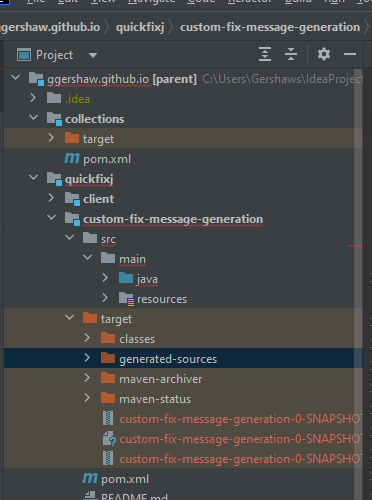 ggershaw.github.io quickfixj custom-fix-message-generation
Project
ggershaw.github.io [parent] C:\Users\Gershaws\IdeaProject
.idea
collections
target
pom.xml
quickfixj
client
custom-fix-message-generation
src
main
java
resources
target
classes
generated-sources
maven-archiver
maven-status
custom-fix-message-generation-0-SNAPSHOT
custom-fix-message-generation-0-SNAPSHOT
custom-fix-message-generation-0-SNAPSHOT
pom.xml
README.md